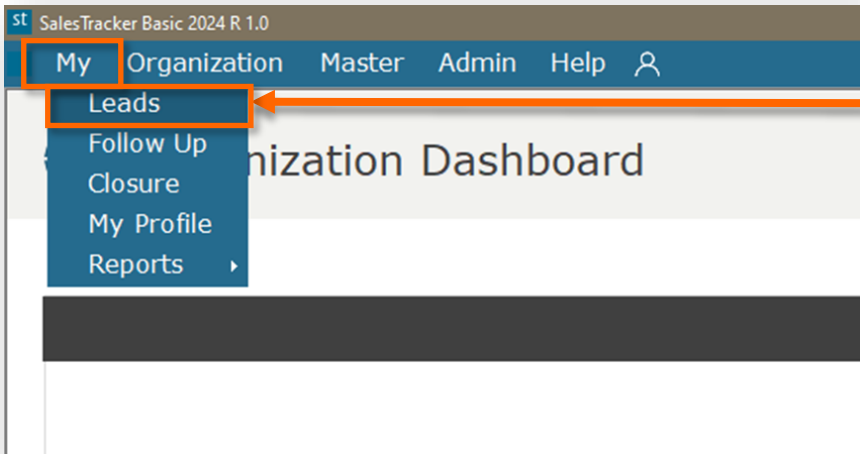 st SalesTracker Basic 2024 R 1.0
My Organization Master Admin Help
Leads
Follow Up
nization Dashboard
Closure
My Profile
Reports